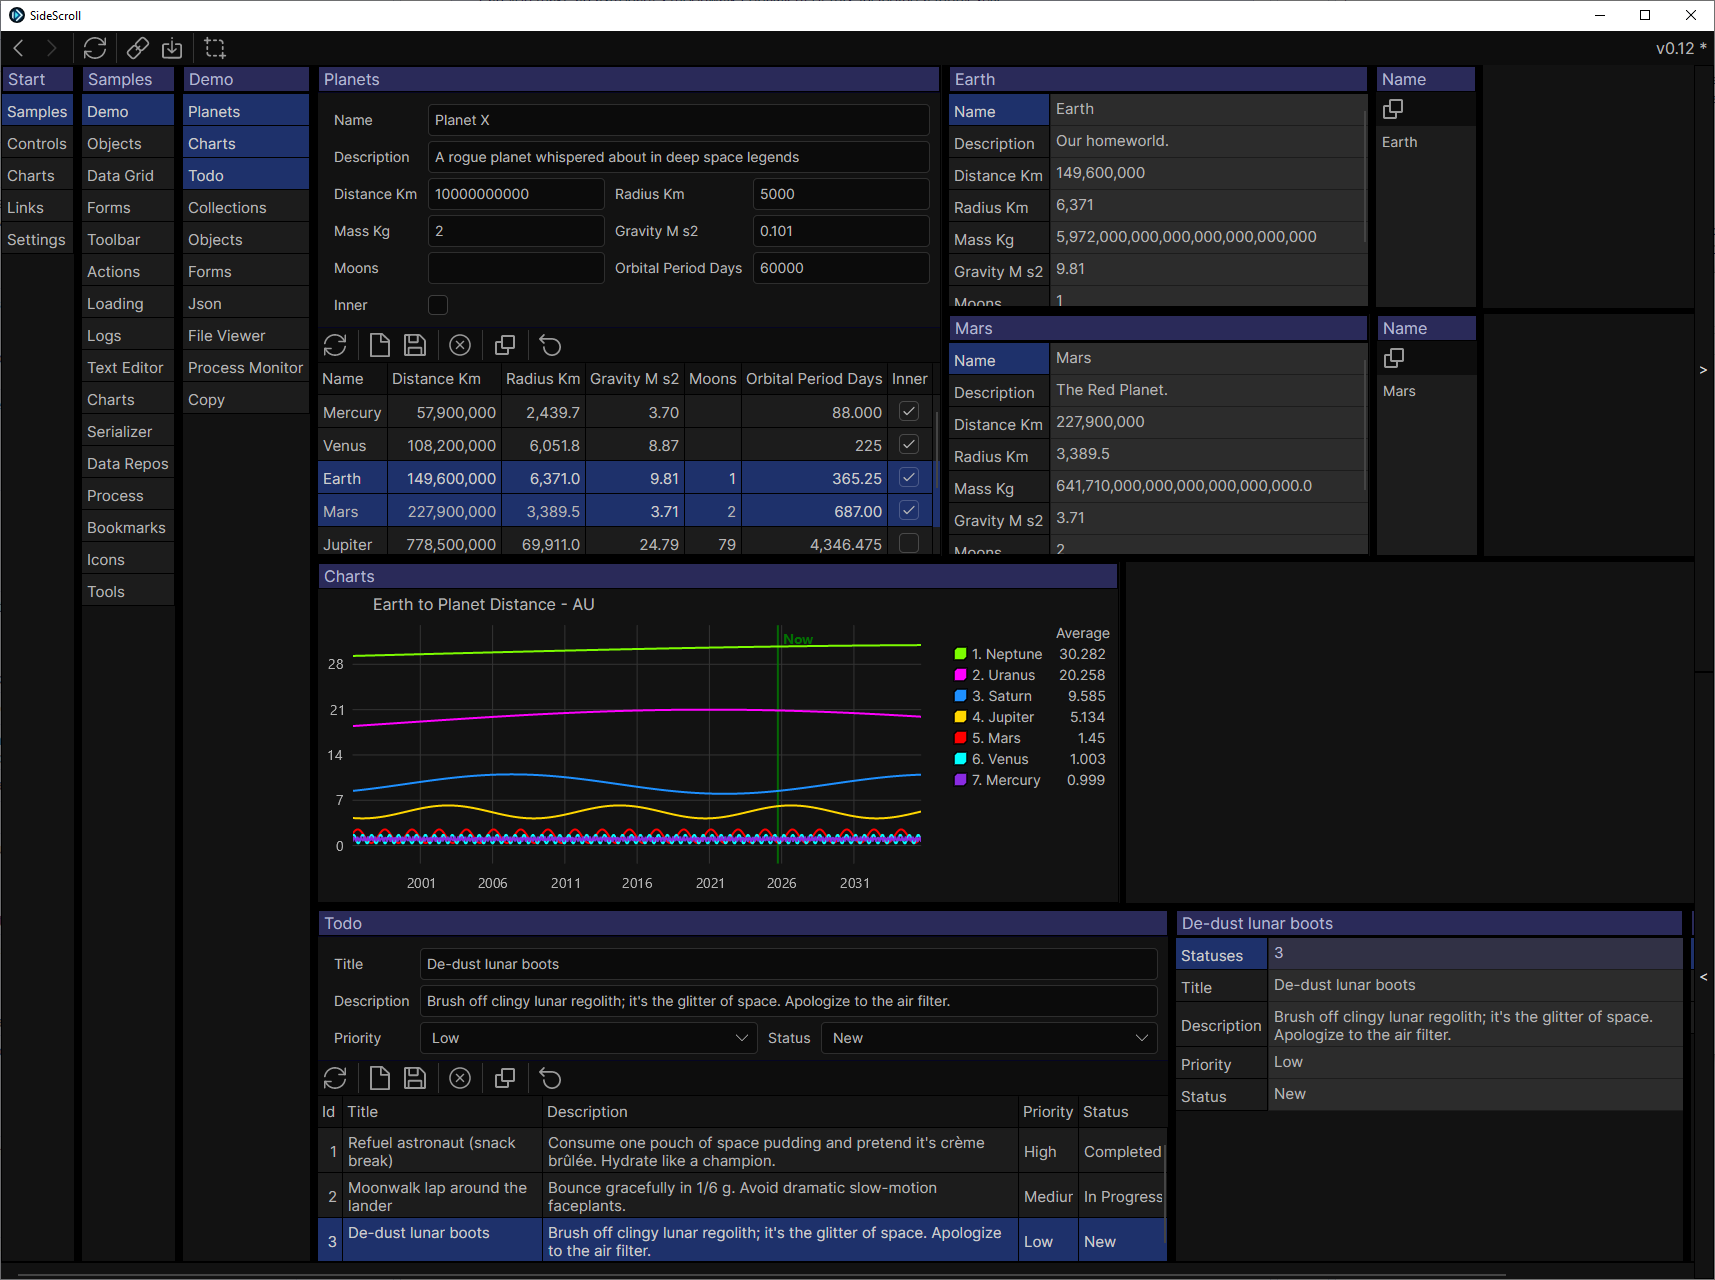 SideScroll
v0.12 *
Start
Samples
Controls
Charts
Links
Settings
Samples
Demo
Objects
Data Grid
Forms
Toolbar
Actions
Loading
Logs
Text Editor
Charts
Serializer
Data Repos
Process
Bookmarks
Icons
Tools
Demo
Planets
Charts
Todo
Collections
Objects
Forms
Json
File Viewer
Process Monitor
Copy
Planets
Name Planet X
Description A rogue planet whispered about in deep space legends
Distance Km 10000000000 Radius Km 5000
Mass Kg 2 Gravity M s2 0.101
Moons Orbital Period Days 60000
Inner
Name Distance Km Radius Km Gravity M s2 Moons Orbital Period Days Inner
Mercury 57,900,000 2,439.7 3.70 88.000
Venus 108,200,000 6,051.8 8.87 225
Earth 149,600,000 6,371.0 9.81 1 365.25
Mars 227,900,000 3,389.5 3.71 2 687.00
Jupiter 778,500,000 69,911.0 24.79 79 4,346.475
Earth
Name Earth
Description Our homeworld.
Distance Km 149,600,000
Radius Km 6,371
Mass Kg 5,972,000,000,000,000,000,000,000
Gravity M s2 9.81
Moons 1
Name
Earth
Mars
Name Mars
Description The Red Planet.
Distance Km 227,900,000
Radius Km 3,389.5
Mass Kg 641,710,000,000,000,000,000,000.0
Gravity M s2 3.71
Moons 2
Name
Mars
>
Charts
Earth to Planet Distance - AU
Now
28
21
14
7
0
2001 2006 2011 2016 2021 2026 2031
Average
1. Neptune 30.282
2. Uranus 20.258
3. Saturn 9.585
4. Jupiter 5.134
5. Mars 1.45
6. Venus 1.003
7. Mercury 0.999
Todo
Title De-dust lunar boots
Description Brush off clingy lunar regolith; it's the glitter of space. Apologize to the air filter.
Priority Low Status New
Id Title Description Priority Status
1 Refuel astronaut (snack break) Consume one pouch of space pudding and pretend it's crème brûlée. Hydrate like a champion. High Completed
2 Moonwalk lap around the lander Bounce gracefully in 1/6 g. Avoid dramatic slow-motion faceplants. Mediur In Progress
3 De-dust lunar boots Brush off clingy lunar regolith; it's the glitter of space. Apologize to the air filter. Low New
De-dust lunar boots
Statuses 3
Title De-dust lunar boots
Description Brush off clingy lunar regolith; it's the glitter of space.
Apologize to the air filter.
Priority Low
Status New
<